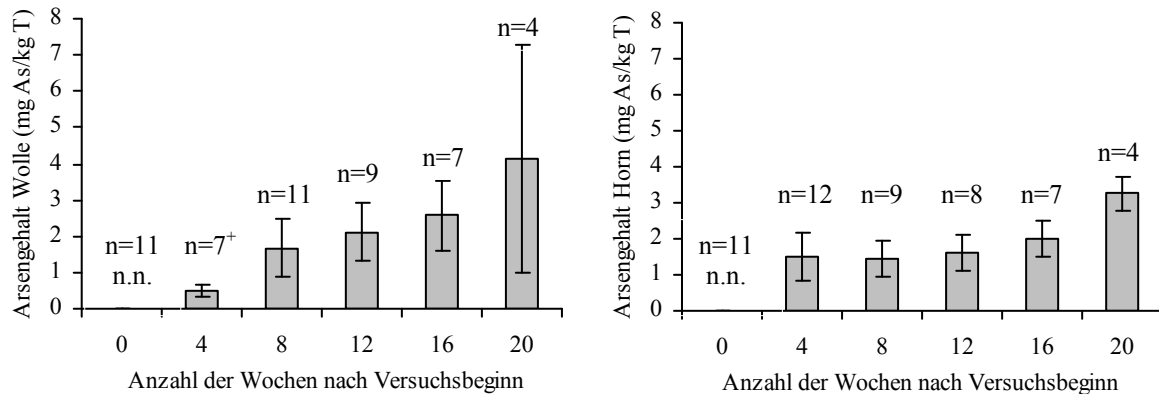 Arsengehalt Wolle (mg As/kg T)
8
7
6
5
4
3
2
1
0
n=11
n.n.
n=7⁺
n=11
n=9
n=7
n=4
0 4 8 12 16 20
Anzahl der Wochen nach Versuchsbeginn
Arsengehalt Horn (mg As/kg T)
8
7
6
5
4
3
2
1
0
n=11
n.n.
n=12
n=9
n=8
n=7
n=4
0 4 8 12 16 20
Anzahl der Wochen nach Versuchsbeginn